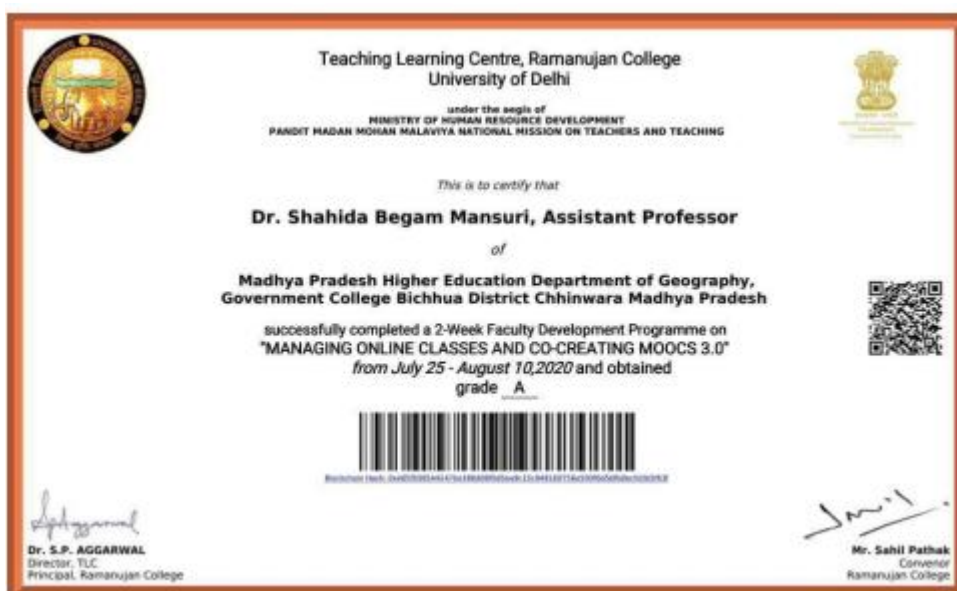 Teaching Learning Centre, Ramanujan College
University of Delhi
under the aegis of
MINISTRY OF HUMAN RESOURCE DEVELOPMENT
PANDIT MADAN MOHAN MALAVIYA NATIONAL MISSION ON TEACHERS AND TEACHING
This is to certify that
Dr. Shahida Begam Mansuri, Assistant Professor
of
Madhya Pradesh Higher Education Department of Geography,
Government College Bichhua District Chhinwara Madhya Pradesh
successfully completed a 2-Week Faculty Development Programme on
"MANAGING ONLINE CLASSES AND CO-CREATING MOOCS 3.0"
from July 25 - August 10,2020 and obtained
grade A
Blockchain Hash:
Dr. S.P. AGGARWAL
Director, TLC
Principal, Ramanujan College
Mr. Sahil Pathak
Convenor
Ramanujan College